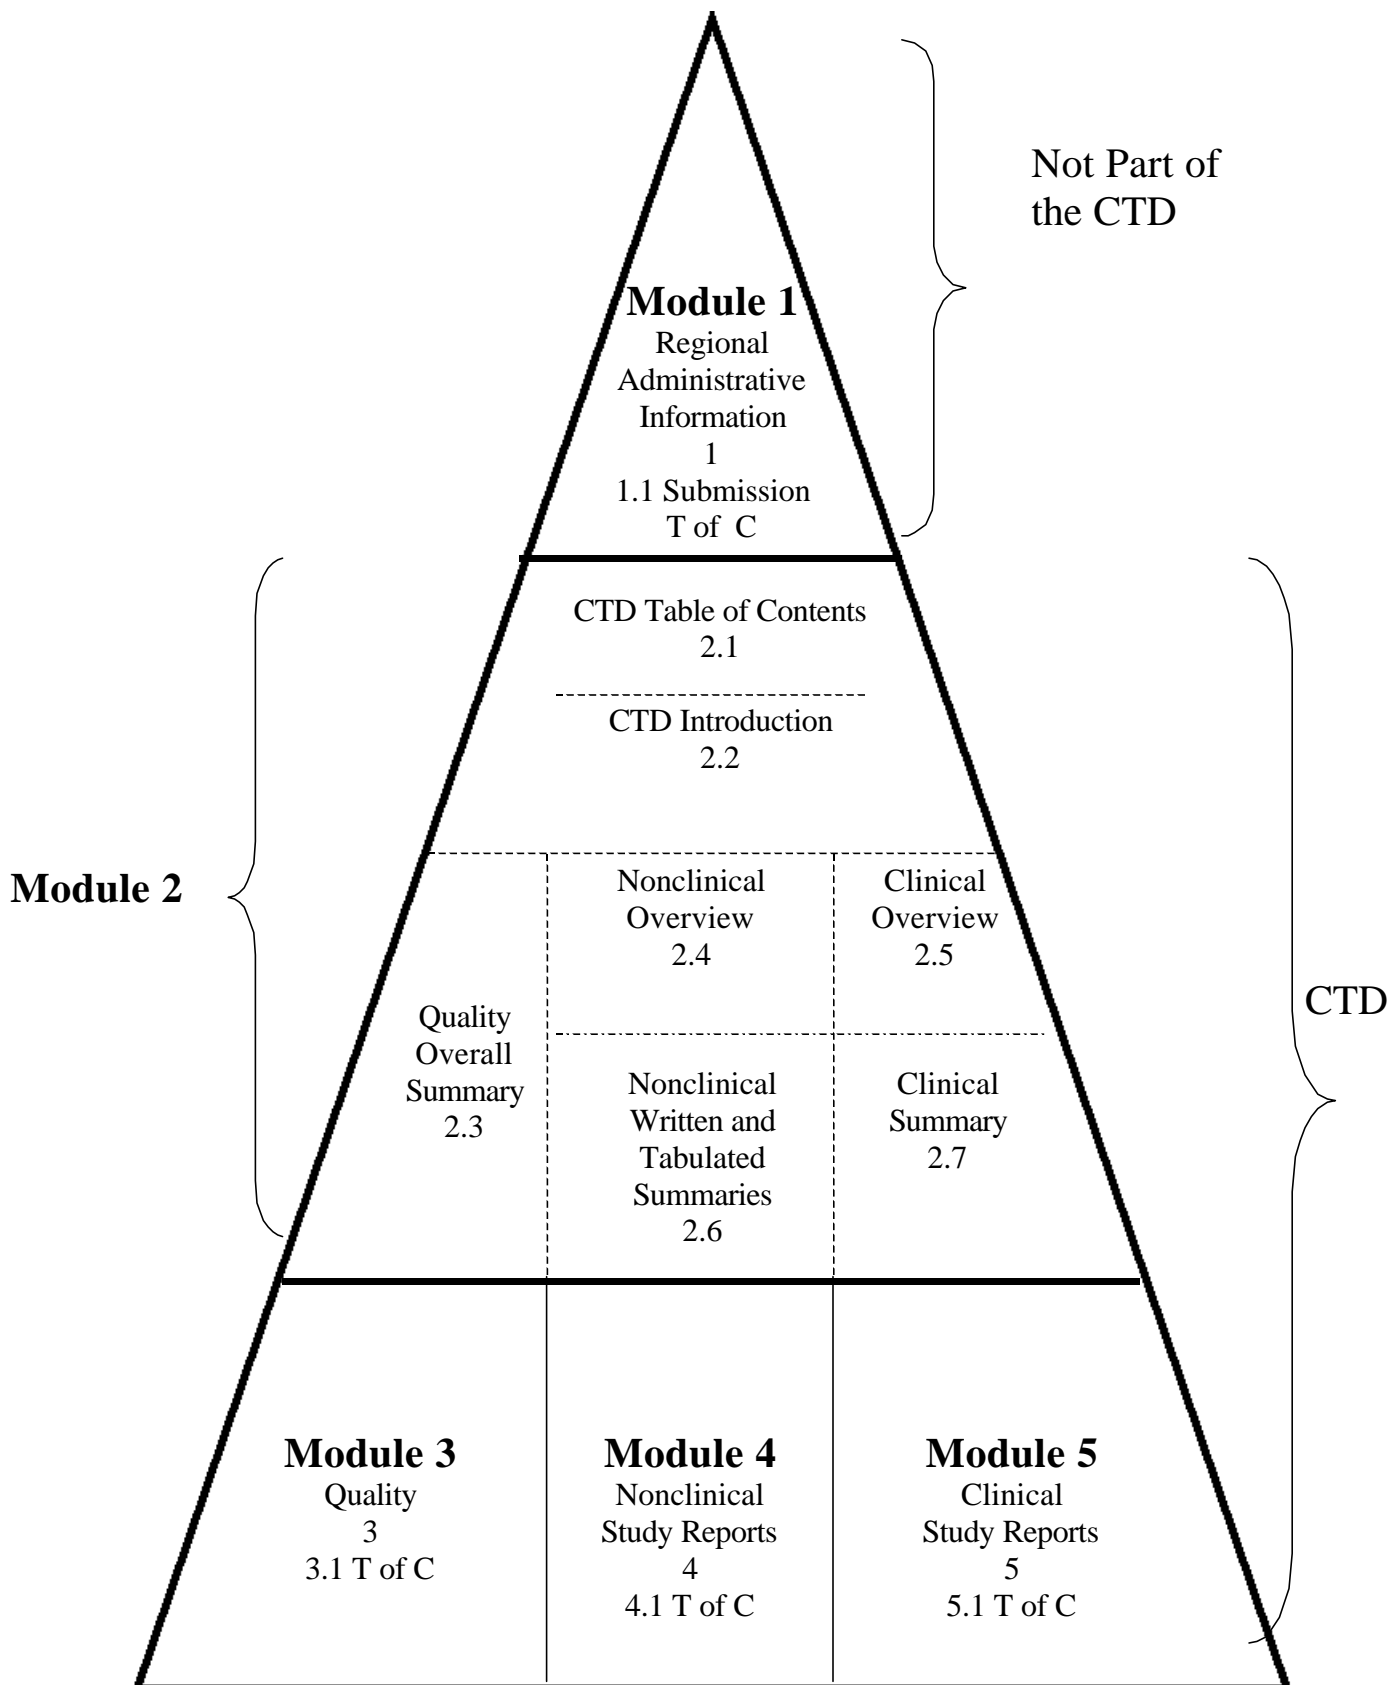 Not Part of
the CTD
Module 1
Regional
Administrative
Information
1
1.1 Submission
T of C
CTD Table of Contents
2.1
CTD Introduction
2.2
Module 2
Nonclinical
Overview
2.4
Clinical
Overview
2.5
CTD
Quality
Overall
Summary
2.3
Nonclinical
Written and
Tabulated
Summaries
2.6
Clinical
Summary
2.7
Module 3
Quality
3
3.1 T of C
Module 4
Nonclinical
Study Reports
4
4.1 T of C
Module 5
Clinical
Study Reports
5
5.1 T of C